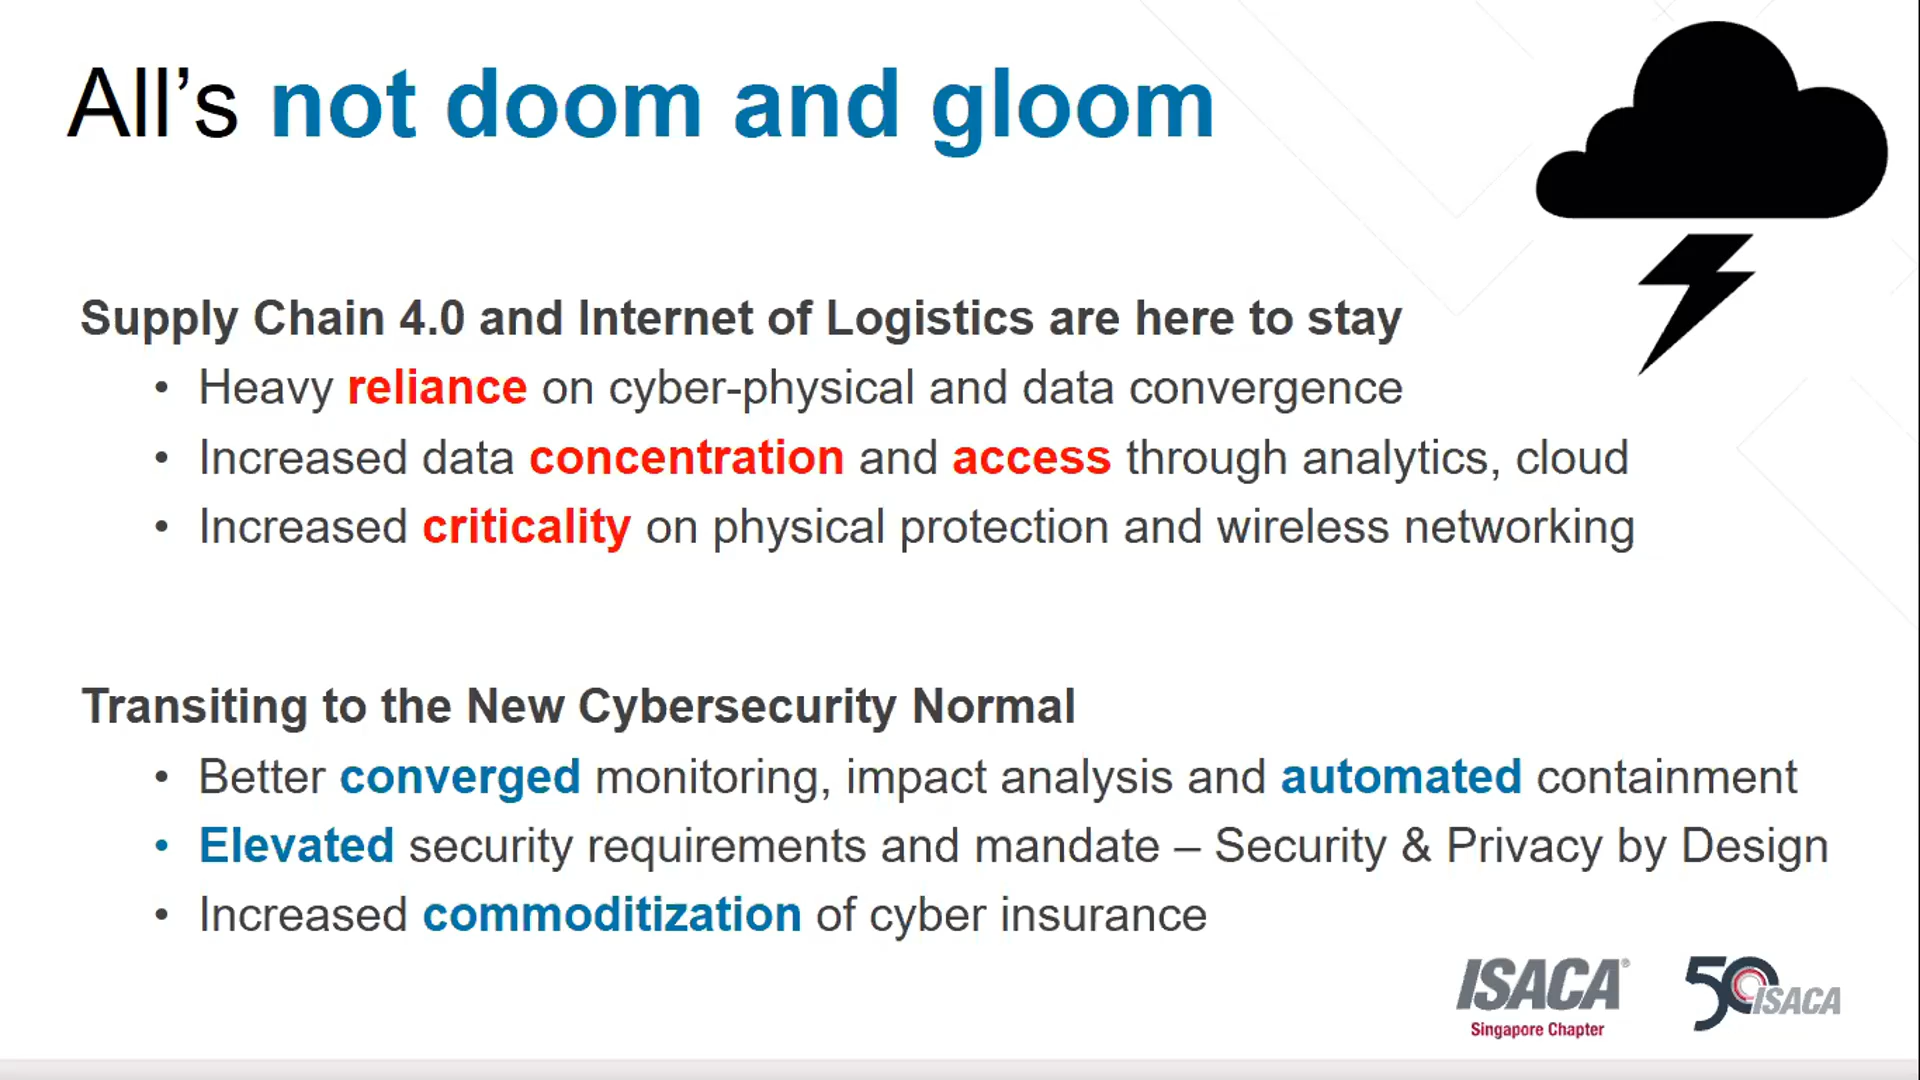 All’s not doom and gloom
Supply Chain 4.0 and Internet of Logistics are here to stay
• Heavy reliance on cyber-physical and data convergence
• Increased data concentration and access through analytics, cloud
• Increased criticality on physical protection and wireless networking
Transiting to the New Cybersecurity Normal
• Better converged monitoring, impact analysis and automated containment
• Elevated security requirements and mandate – Security & Privacy by Design
• Increased commoditization of cyber insurance
ISACA®
Singapore Chapter
50 ISACA